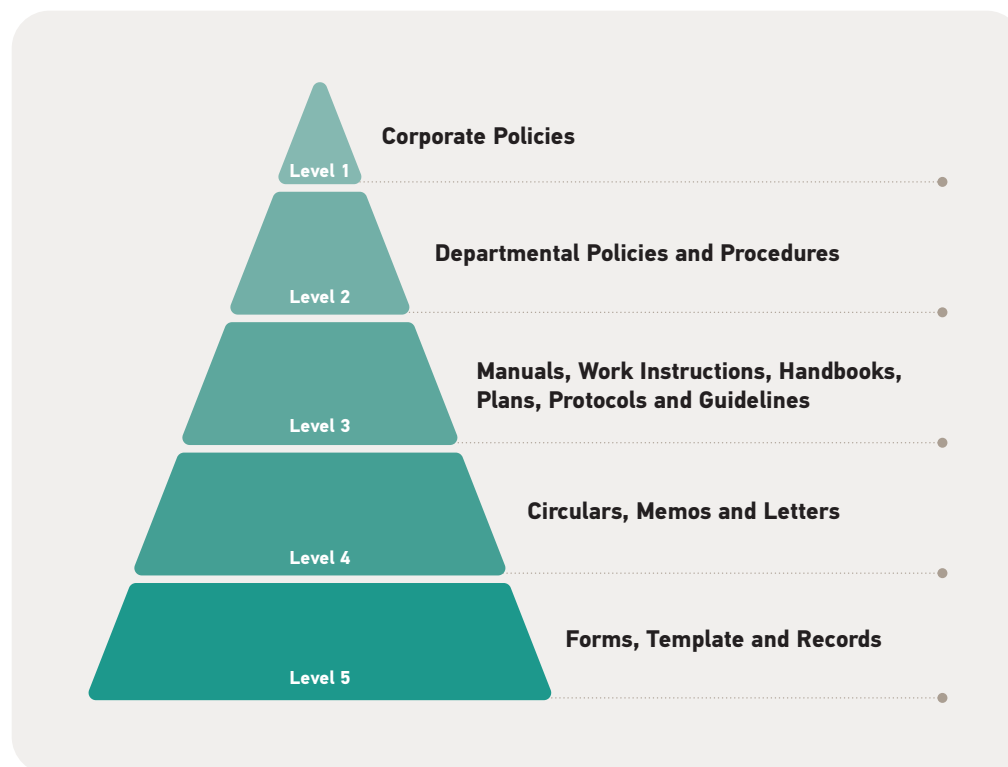 Corporate Policies
Level 1
Departmental Policies and Procedures
Level 2
Manuals, Work Instructions, Handbooks,
Plans, Protocols and Guidelines
Level 3
Circulars, Memos and Letters
Level 4
Forms, Template and Records
Level 5